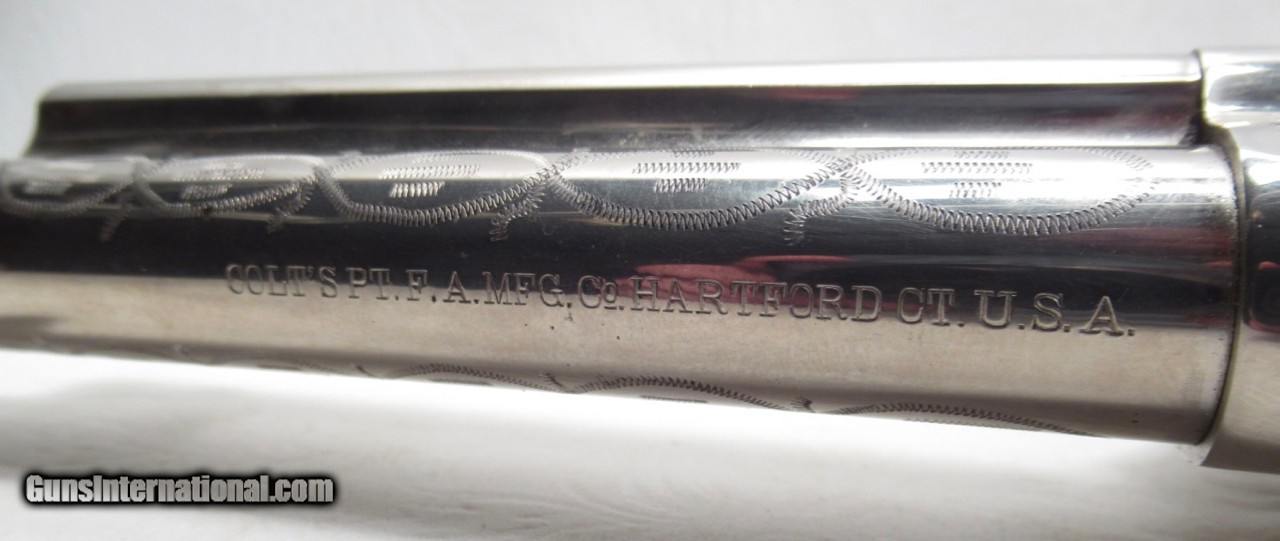 COLT'S PT. F. A. MFG. Co. HARTFORD CT. U.S.A.
GunsInternational.com